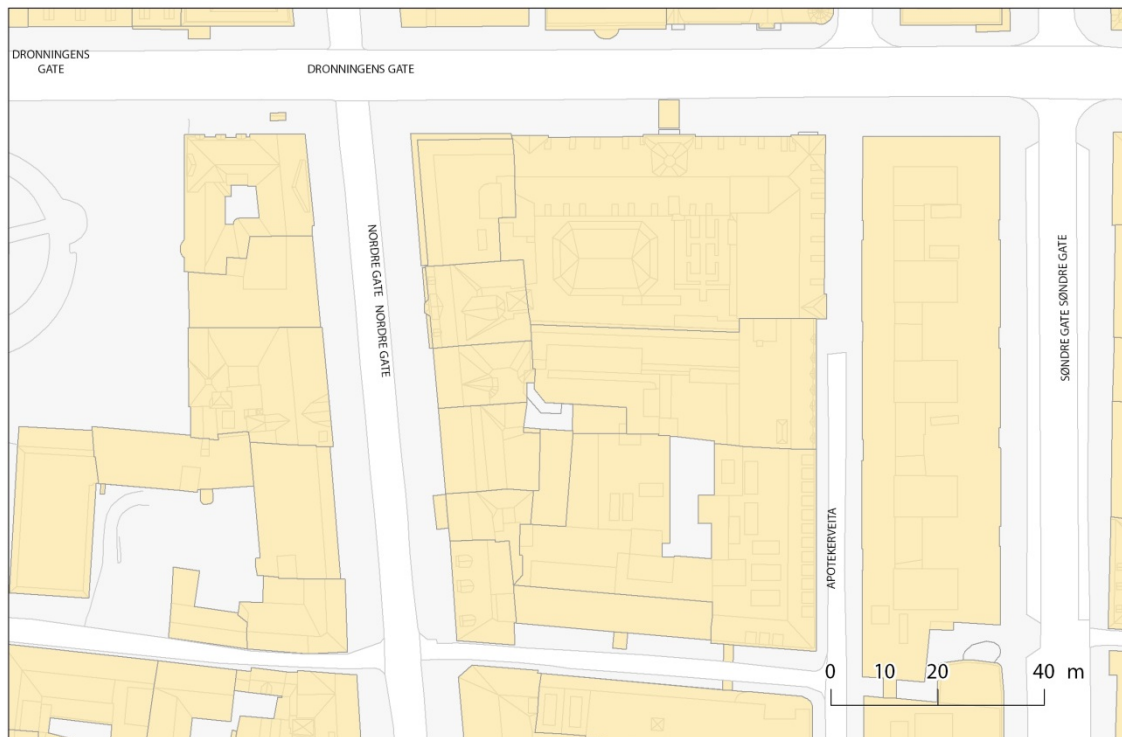 DRONNINGENS
GATE
DRONNINGENS GATE
NORDRE GATE NORDRE GATE
SØNDRE GATE SØNDRE GATE
APOTEKERVEITA
0 10 20 40 m